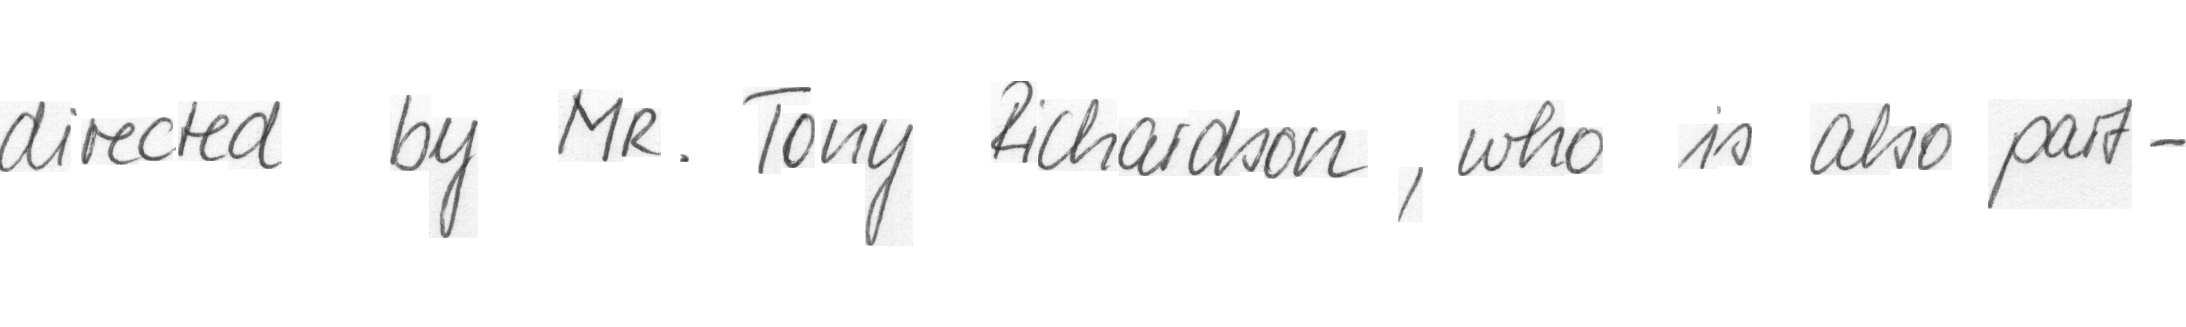 directed by MR. Tony Richardson, who is also part-